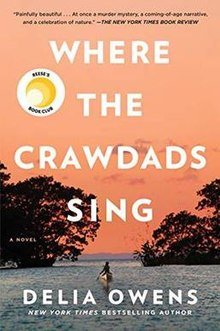 "Painfully beautiful . . . At once a murder mystery, a coming-of-age narrative,
and a celebration of nature." —THE NEW YORK TIMES BOOK REVIEW
WHERE
REESE'S
BOOK CLUB
THE
CRAWDADS
SING
A NOVEL
DELIA OWENS
NEW YORK TIMES BESTSELLING AUTHOR